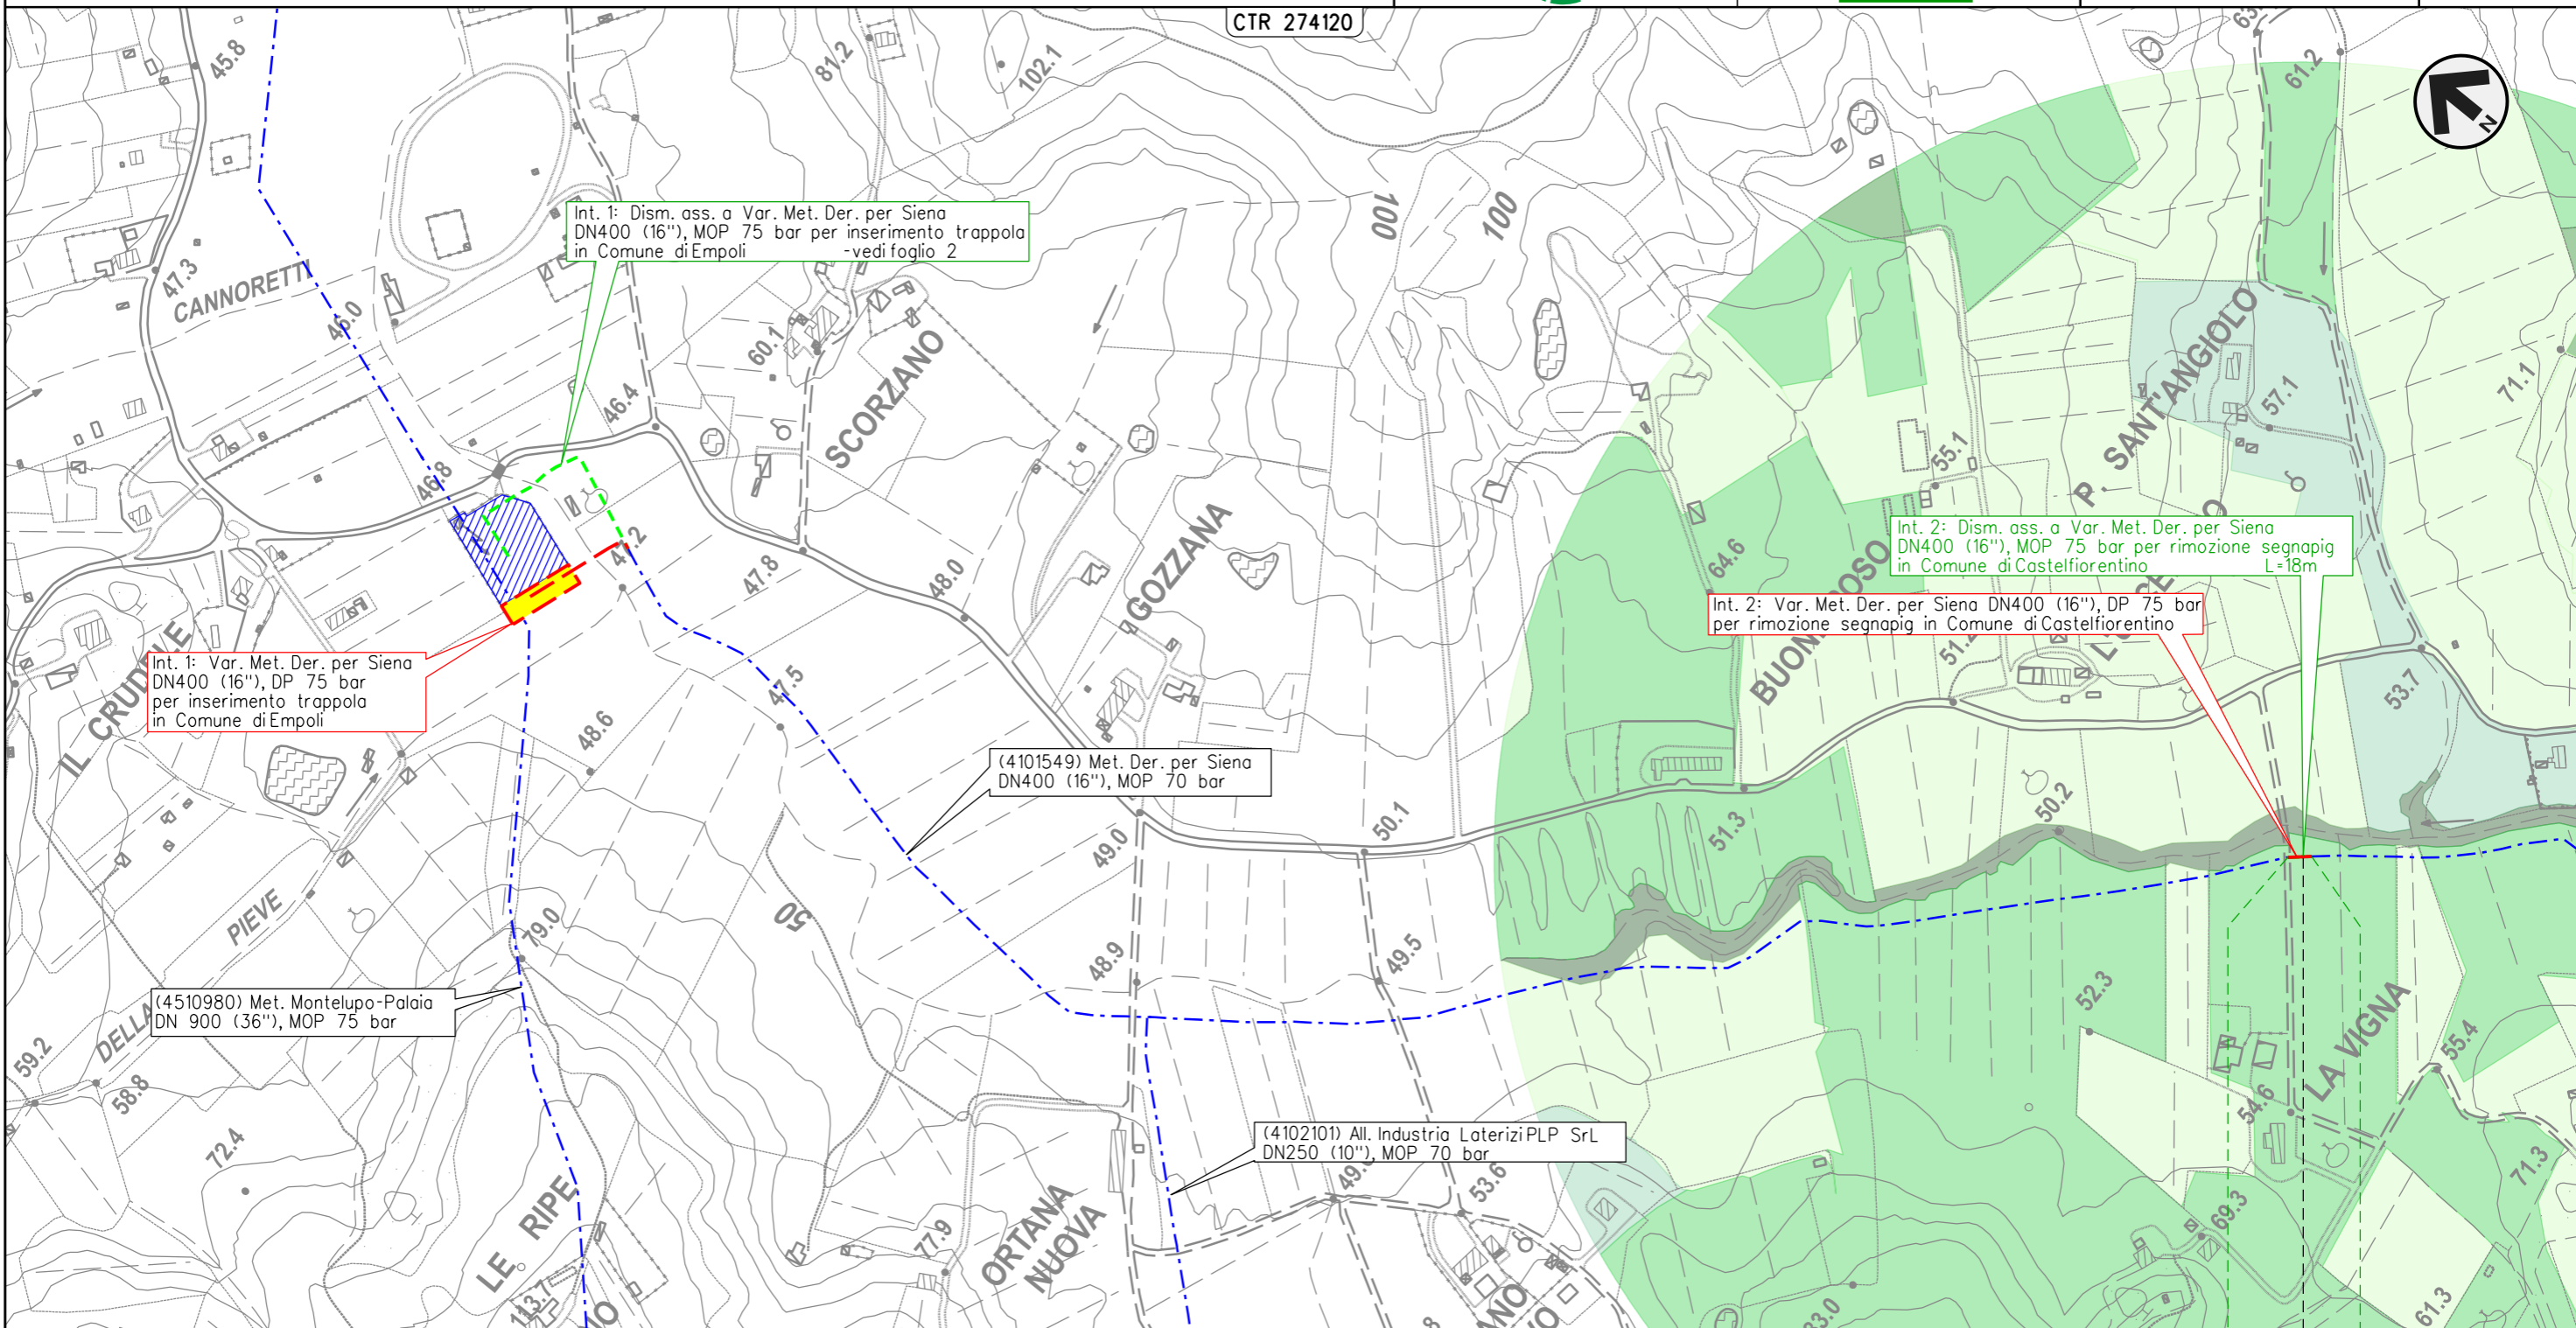 CTR 274120
N
45.8
81.2
102.1
63.
61.2
Int. 1: Dism. ass. a Var. Met. Der. per Siena
DN400 (16"), MOP 75 bar per inserimento trappola
in Comune di Empoli -vedi foglio 2
100
100
47.3
CANNORETTI
46.0
60.1
SCORZANO
46.4
46.8
47.2
47.8
48.0
GOZZANA
P. SANT'ANGIOLO
57.1
71.1
55.1
64.6
BUON
OSO
Int. 2: Dism. ass. a Var. Met. Der. per Siena
DN400 (16"), MOP 75 bar per rimozione segnapig
in Comune di Castelfiorentino L=18m
Int. 2: Var. Met. Der. per Siena DN400 (16"), DP 75 bar
per rimozione segnapig in Comune di Castelfiorentino
51.2
53.7
IL CRUDELE
Int. 1: Var. Met. Der. per Siena
DN400 (16"), DP 75 bar
per inserimento trappola
in Comune di Empoli
48.6
47.5
(4101549) Met. Der. per Siena
DN400 (16"), MOP 70 bar
49.0
50.1
51.3
50.2
50
PIEVE
DELLA
79.0
48.9
49.5
52.3
(4510980) Met. Montelupo-Palaia
DN 900 (36"), MOP 75 bar
59.2
58.8
72.4
LA VIGNA
54.6
55.4
(4102101) All. Industria Laterizi PLP SrL
DN250 (10"), MOP 70 bar
53.6
LE RIPE
113.7
77.9
ORTANA
NUOVA
69.3
71.3
61.3